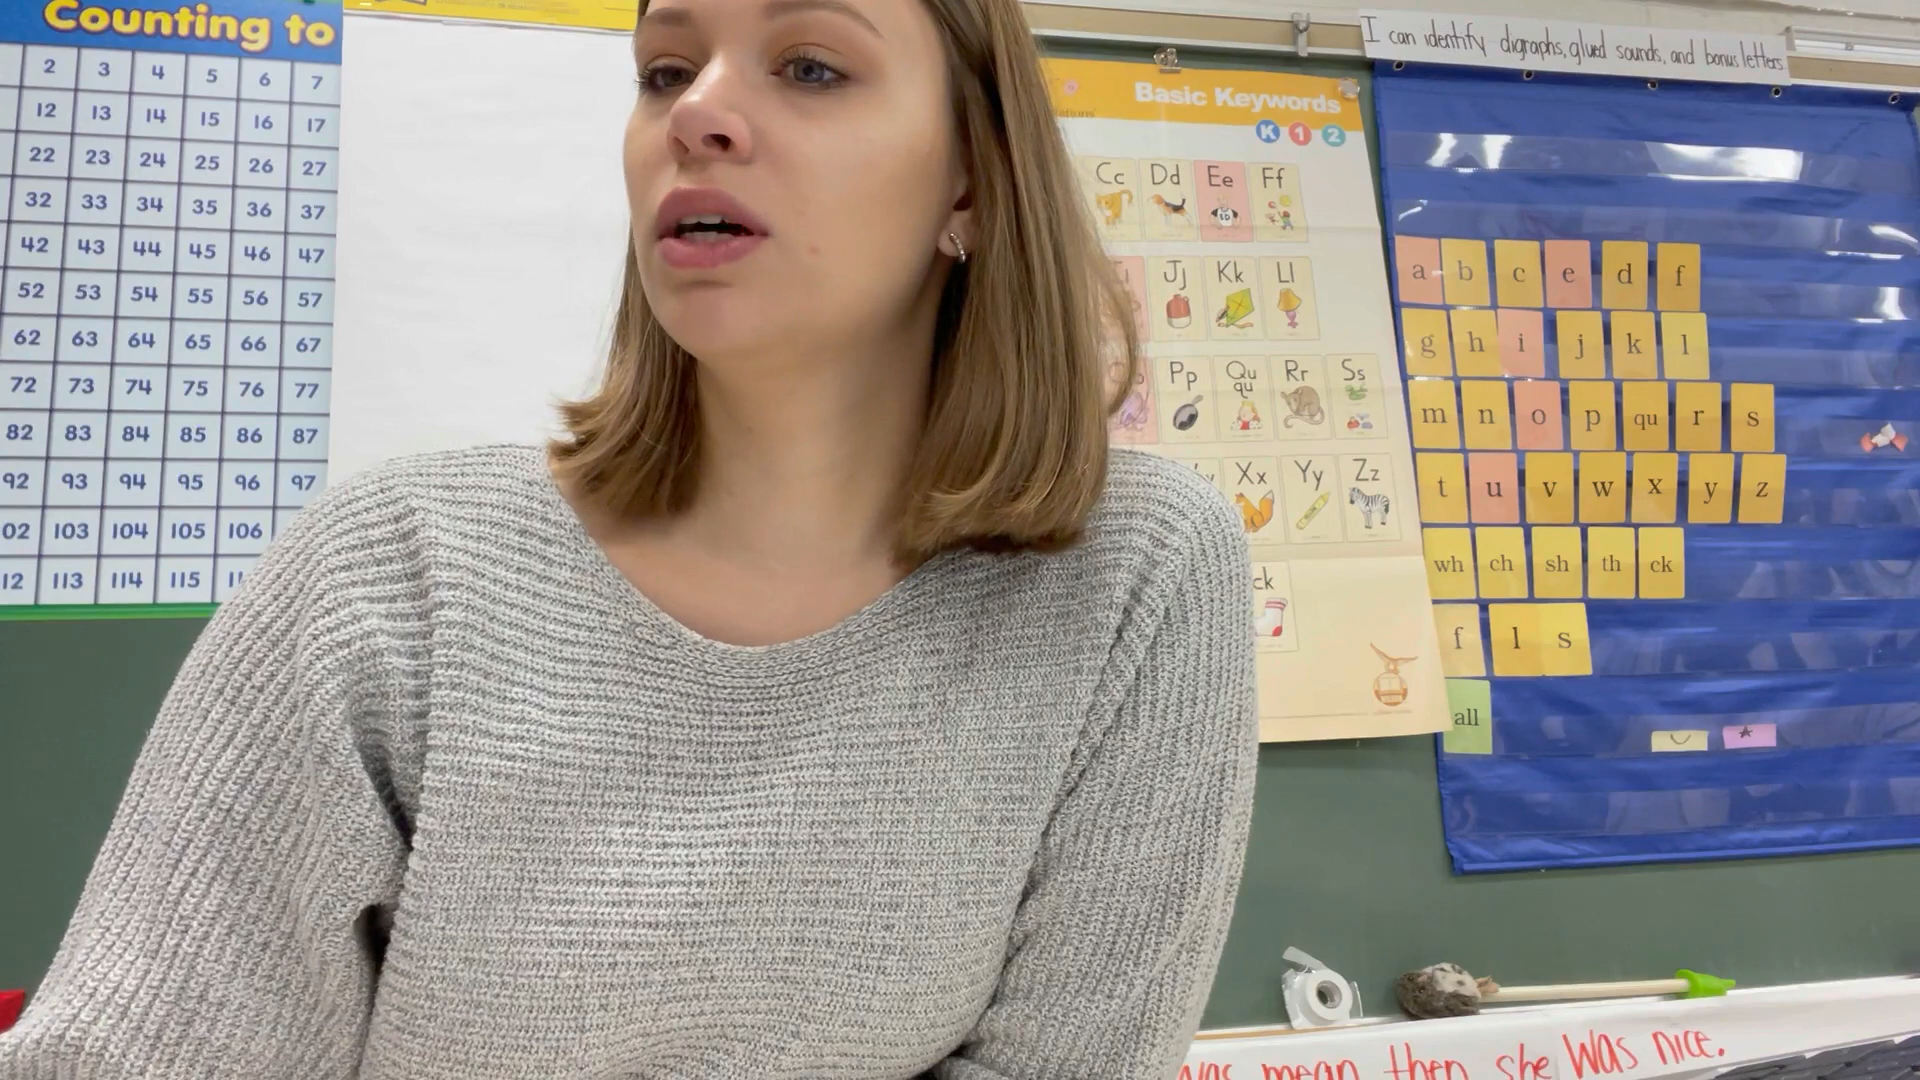 Counting to
2 3 4 5 6 7
12 13 14 15 16 17
22 23 24 25 26 27
32 33 34 35 36 37
42 43 44 45 46 47
52 53 54 55 56 57
62 63 64 65 66 67
72 73 74 75 76 77
82 83 84 85 86 87
92 93 94 95 96 97
02 103 104 105 106
12 113 114 115
Basic Keywords
K 1 2
Cc Dd Ee Ff
Jj Kk Ll
Pp Qu qu Rr Ss
Xx Yy Zz
ck
I can identify digraphs, glued sounds, and bonus letters
a b c e d f
g h i j k l
m n o p qu r s
t u v w x y z
wh ch sh th ck
f l s
all
was mean then she was nice.